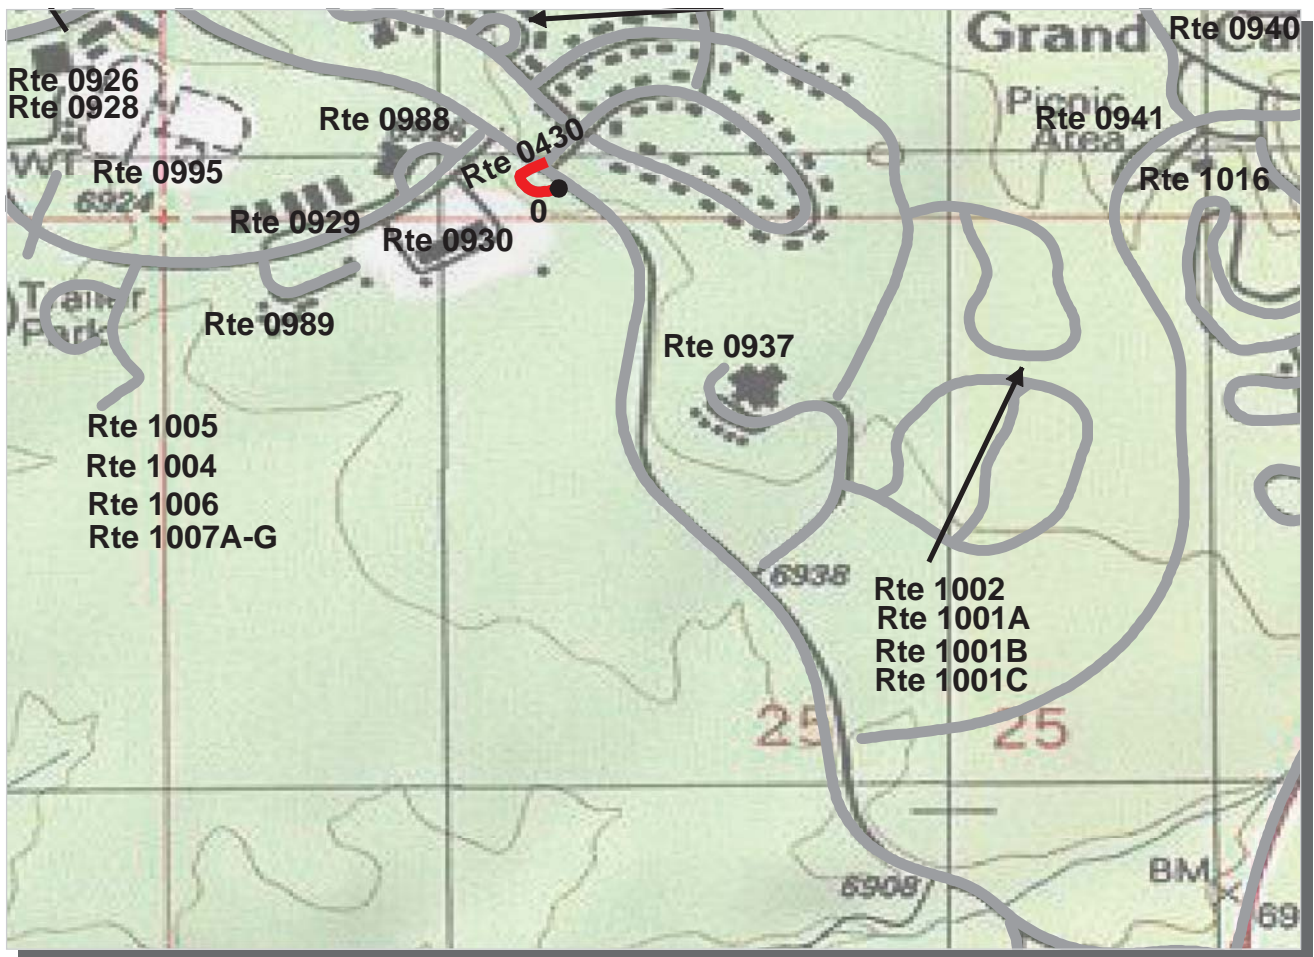 Grand Ca
Rte 0940
Rte 0926
Rte 0928
Picnic
Area
Rte 0941
Rte 0988
Rte 0430
WT
Rte 0995
6924
Rte 1016
0
Rte 0929
Rte 0930
Trailer
Park
Rte 0989
Rte 0937
Rte 1005
Rte 1004
Rte 1006
Rte 1007A-G
6938
Rte 1002
Rte 1001A
Rte 1001B
Rte 1001C
25
25
BM
6908
69